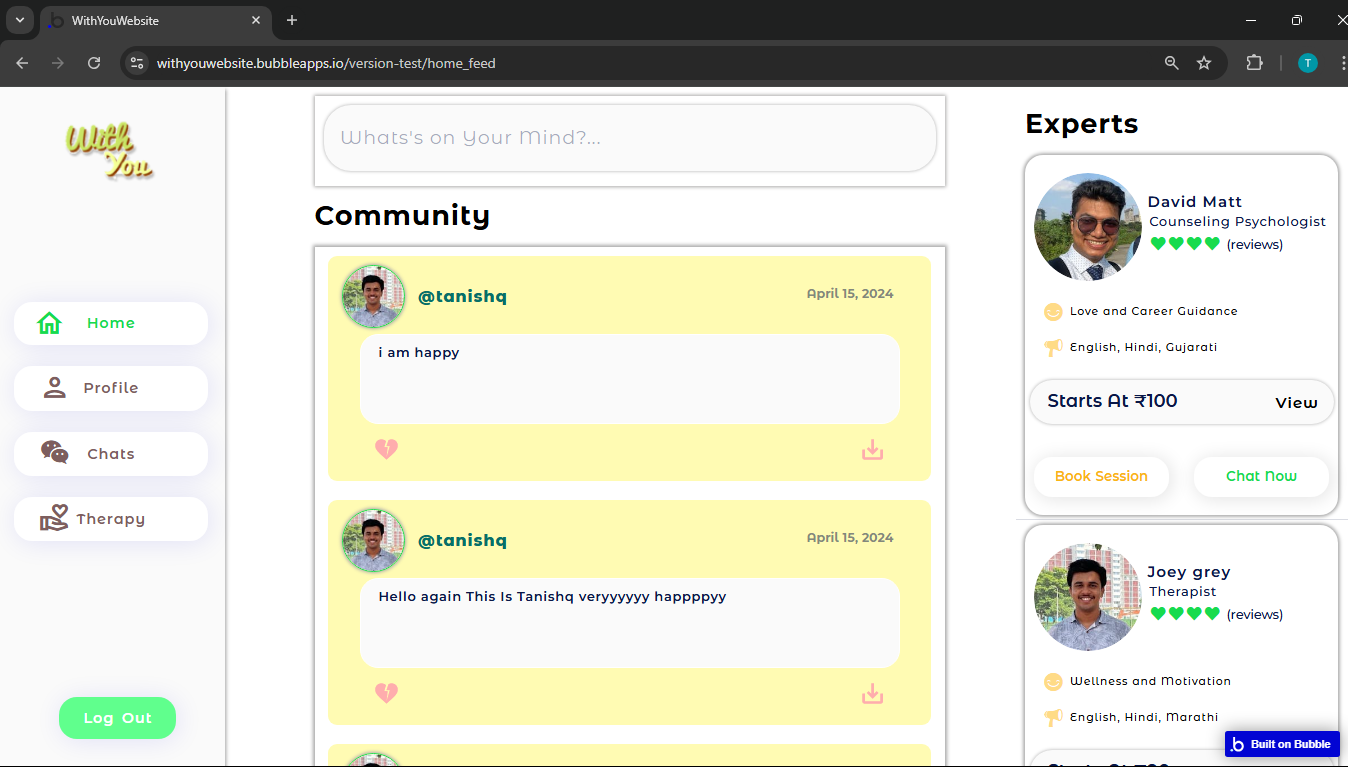 WithYouWebsite
withyouwebsite.bubbleapps.io/version-test/home_feed
T
With
You
Home
Profile
Chats
Therapy
Log Out
Whats's on Your Mind?...
Community
@tanishq
April 15, 2024
i am happy
@tanishq
April 15, 2024
Hello again This Is Tanishq veryyyyyy happppyy
Experts
David Matt
Counseling Psychologist
(reviews)
Love and Career Guidance
English, Hindi, Gujarati
Starts At ₹100 View
Book Session Chat Now
Joey grey
Therapist
(reviews)
Wellness and Motivation
English, Hindi, Marathi
Built on Bubble